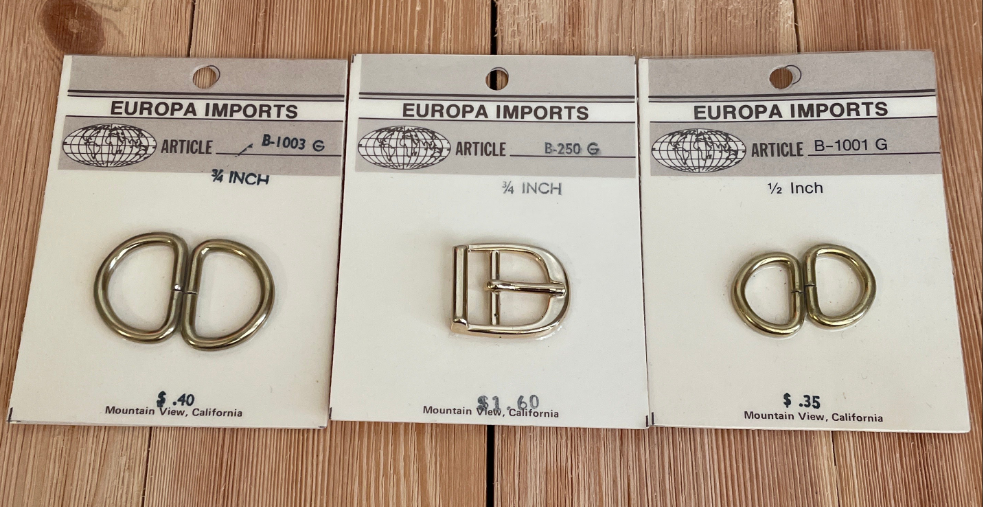 EUROPA IMPORTS
ARTICLE B-1003 G
¾ INCH
$ .40
Mountain View, California
EUROPA IMPORTS
ARTICLE B-250 G
¾ INCH
$1.60
Mountain View, California
EUROPA IMPORTS
ARTICLE B-1001 G
½ Inch
$ .35
Mountain View, California